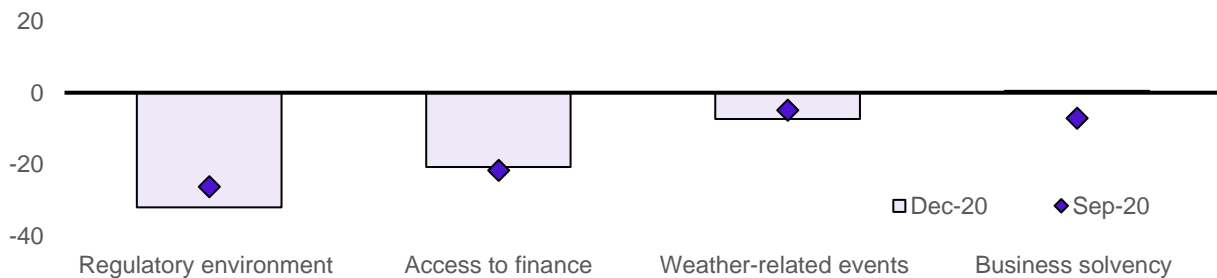 20
0
-20
-40
Dec-20 Sep-20
Regulatory environment Access to finance Weather-related events Business solvency